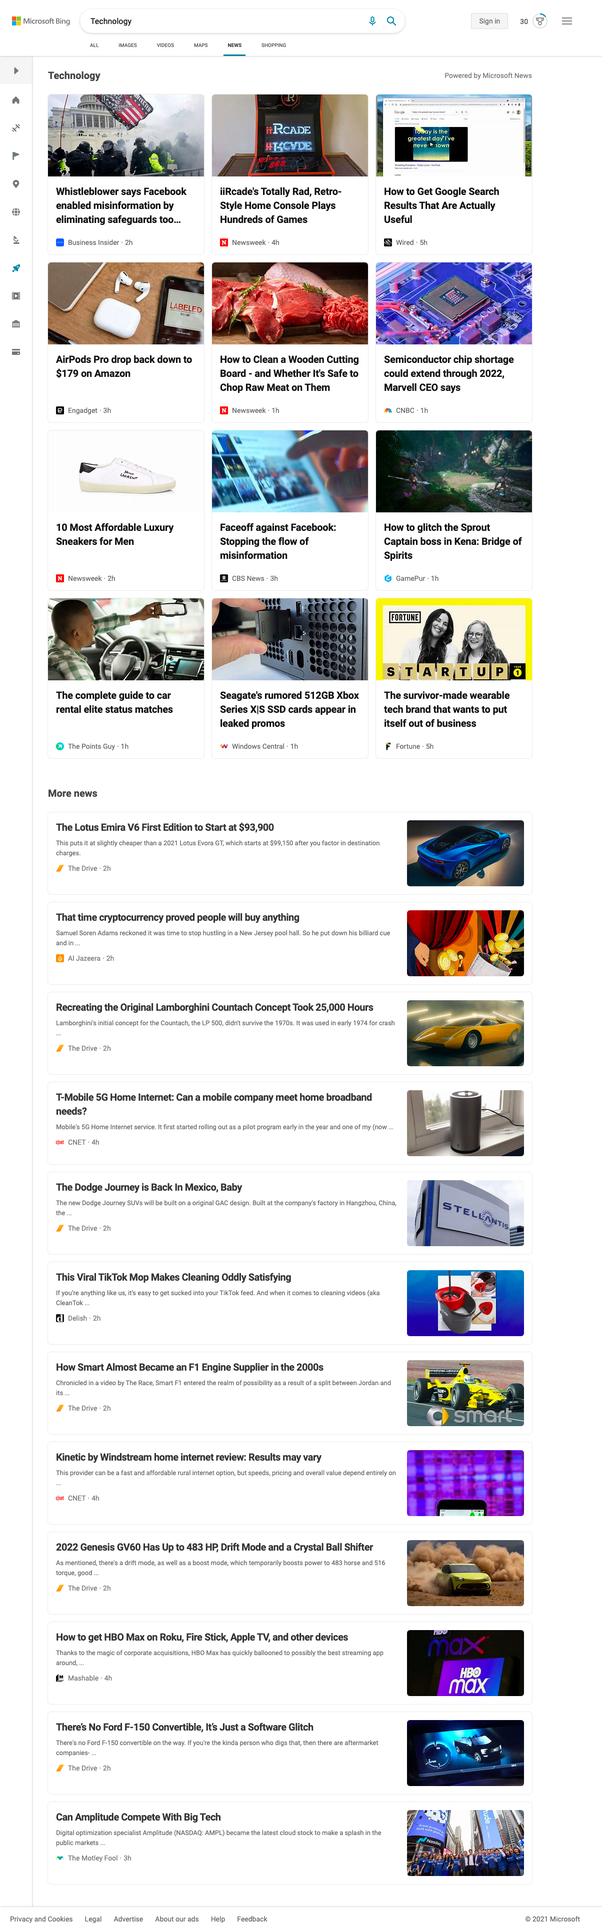 Microsoft Bing
Technology
Sign in
30
ALL
IMAGES
VIDEOS
MAPS
NEWS
SHOPPING
Technology
Powered by Microsoft News
iiRCADE
Today is the
greatest day I've
never known
Whistleblower says Facebook
enabled misinformation by
eliminating safeguards too...
Business Insider · 2h
iiRcade's Totally Rad, Retro-
Style Home Console Plays
Hundreds of Games
Newsweek · 4h
How to Get Google Search
Results That Are Actually
Useful
Wired · 5h
LABELED
AirPods Pro drop back down to
$179 on Amazon
Engadget · 3h
How to Clean a Wooden Cutting
Board - and Whether It's Safe to
Chop Raw Meat on Them
Newsweek · 1h
Semiconductor chip shortage
could extend through 2022,
Marvell CEO says
CNBC · 1h
10 Most Affordable Luxury
Sneakers for Men
Newsweek · 2h
Faceoff against Facebook:
Stopping the flow of
misinformation
CBS News · 3h
How to glitch the Sprout
Captain boss in Kena: Bridge of
Spirits
GamePur · 1h
FORTUNE
STARTUP
The complete guide to car
rental elite status matches
The Points Guy · 1h
Seagate's rumored 512GB Xbox
Series X|S SSD cards appear in
leaked promos
Windows Central · 1h
The survivor-made wearable
tech brand that wants to put
itself out of business
Fortune · 5h
More news
The Lotus Emira V6 First Edition to Start at $93,900
This puts it at slightly cheaper than a 2021 Lotus Evora GT, which starts at $99,150 after you factor in destination
charges.
The Drive · 2h
That time cryptocurrency proved people will buy anything
Samuel Soren Adams reckoned it was time to stop hustling in a New Jersey pool hall. So he put down his billiard cue
and in ...
Al Jazeera · 2h
Recreating the Original Lamborghini Countach Concept Took 25,000 Hours
Lamborghini's initial concept for the Countach, the LP 500, didn't survive the 1970s. It was used in early 1974 for crash
...
The Drive · 2h
T-Mobile 5G Home Internet: Can a mobile company meet home broadband
needs?
Mobile's 5G Home Internet service. It first started rolling out as a pilot program early in the year and one of my (now ...
CNET · 4h
The Dodge Journey is Back In Mexico, Baby
The new Dodge Journey SUVs will be built on a original GAC design. Built at the company's factory in Hangzhou, China,
the ...
The Drive · 2h
STELLANTIS
This Viral TikTok Mop Makes Cleaning Oddly Satisfying
If you're anything like us, it's easy to get sucked into your TikTok feed. And when it comes to cleaning videos (aka
CleanTok ...
Delish · 2h
How Smart Almost Became an F1 Engine Supplier in the 2000s
Chronicled in a video by The Race, Smart F1 entered the realm of possibility as a result of a split between Jordan and
its ...
The Drive · 2h
smart
Kinetic by Windstream home internet review: Results may vary
This provider can be a fast and affordable rural internet option, but speeds, pricing and overall value depend entirely on
...
CNET · 4h
2022 Genesis GV60 Has Up to 483 HP, Drift Mode and a Crystal Ball Shifter
As mentioned, there's a drift mode, as well as a boost mode, which temporarily boosts power to 483 horse and 516
torque, good ...
The Drive · 2h
How to get HBO Max on Roku, Fire Stick, Apple TV, and other devices
Thanks to the magic of corporate acquisitions, HBO Max has quickly ballooned to possibly the best streaming app
around, ...
Mashable · 4h
max
HBO
max
There's No Ford F-150 Convertible, It's Just a Software Glitch
There's no Ford F-150 convertible on the way. If you're the kinda person who digs that, then there are aftermarket
companies- ...
The Drive · 2h
Can Amplitude Compete With Big Tech
Digital optimization specialist Amplitude (NASDAQ: AMPL) became the latest cloud stock to make a splash in the
public markets ...
The Motley Fool · 3h
Privacy and Cookies
Legal
Advertise
About our ads
Help
Feedback
© 2021 Microsoft